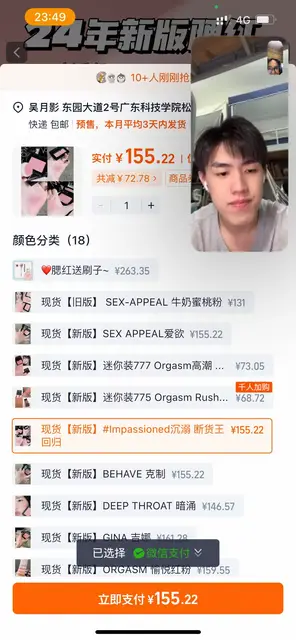 23:49
4G
24年新版腮红
10+人刚刚抢
吴月影 东园大道2号广东科技学院松
快递 包邮 预售，本月平均3天内发货
实付 ¥155.22
共减 ¥72.78 >
商品券
- 1 +
颜色分类（18）
❤️腮红送刷子~ ¥263.35
现货【旧版】 SEX-APPEAL 牛奶蜜桃粉 ¥131
现货【新版】SEX APPEAL爱欲 ¥155.22
现货【新版】迷你装777 Orgasm高潮 ... ¥73.05
千人加购
现货【新版】迷你装775 Orgasm Rush... ¥68.72
现货【新版】#Impassioned沉溺 断货王回归 ¥155.22
现货【新版】BEHAVE 克制 ¥155.22
现货【新版】DEEP THROAT 暗涌 ¥146.57
现货【新版】GINA 吉娜 ¥161.28
现货【新版】ORGASM 愉悦红粉 ¥159.55
已选择 微信支付
立即支付 ¥155.22